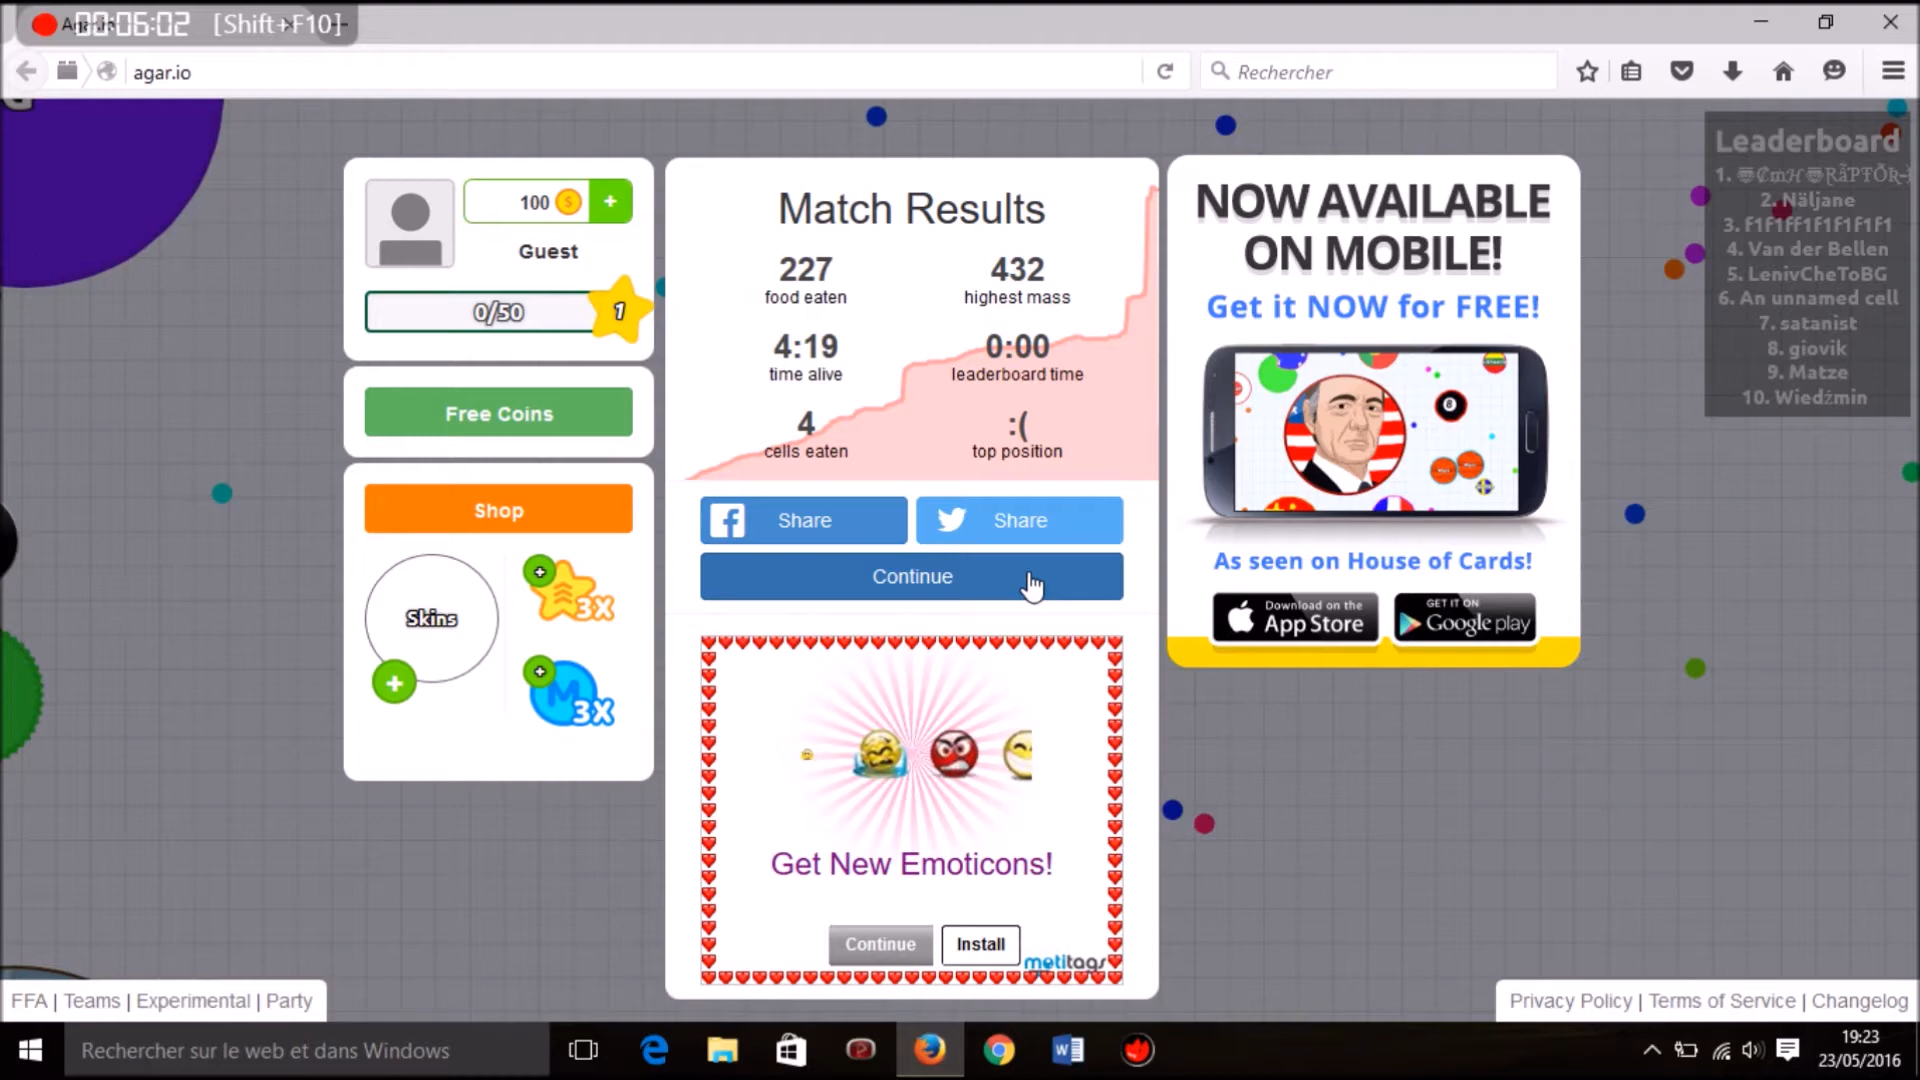 00:06:02 [Shift+F10]
agar.io
Rechercher
100
Guest
0/50
1
Free Coins
Shop
Skins
3X
M
3X
Match Results
227
food eaten
432
highest mass
4:19
time alive
0:00
leaderboard time
4
cells eaten
:(
top position
Share
Share
Continue
Get New Emoticons!
Continue
Install
metitags
NOW AVAILABLE
ON MOBILE!
Get it NOW for FREE!
8
As seen on House of Cards!
Download on the
App Store
GET IT ON
Google play
Leaderboard
2. Näljane
3. f1f1ff1f1f1f1f1
4. Van der Bellen
5. LenivCheToBG
6. An unnamed cell
7. satanist
8. giovik
9. Matze
10. Wiedźmin
FFA | Teams | Experimental | Party
Privacy Policy | Terms of Service | Changelog
Rechercher sur le web et dans Windows
19:23
23/05/2016